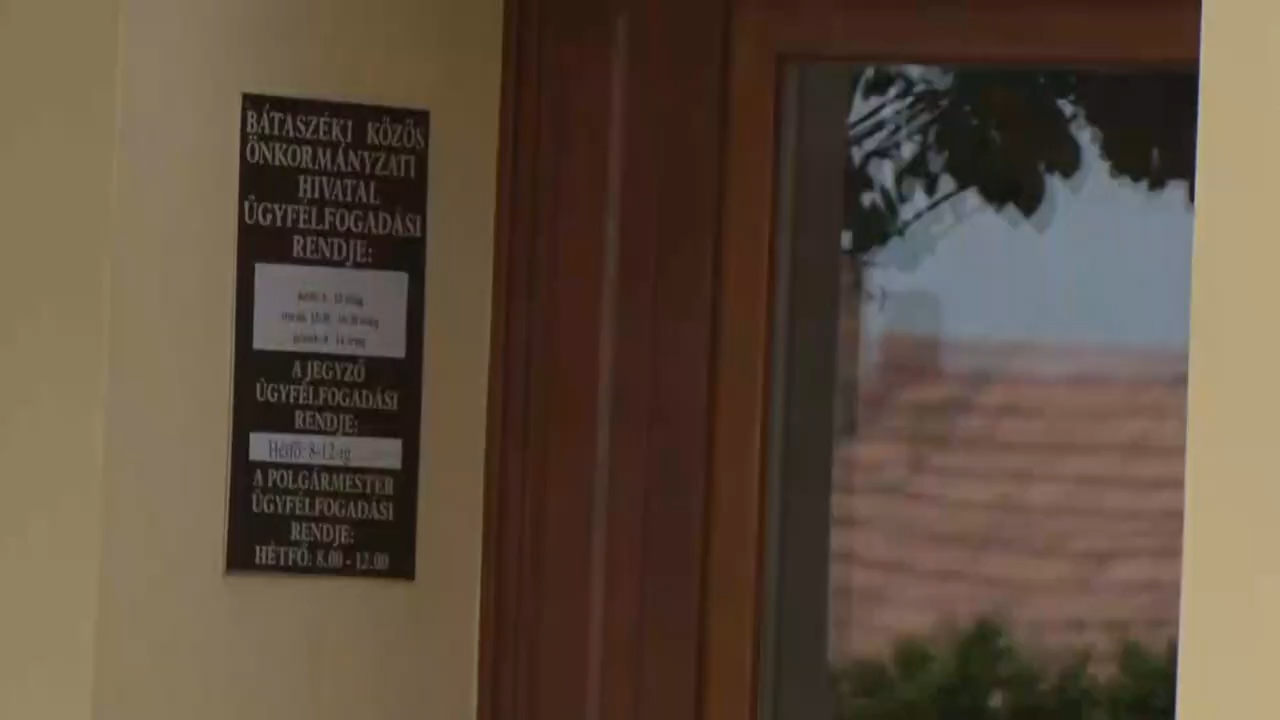 BÁTASZÉKI KÖZÖS
ÖNKORMÁNYZATI
HIVATAL
ÜGYFÉLFOGADÁSI
RENDJE:
A JEGYZŐ
ÜGYFÉLFOGADÁSI
RENDJE:
Hétfő: 8-12-ig
A POLGÁRMESTER
ÜGYFÉLFOGADÁSI
RENDJE:
HÉTFŐ: 8.00 - 12.00